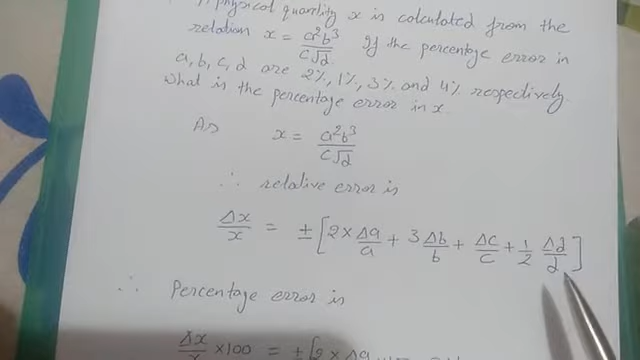 physical quantity x is calculated from the
relation x = a²b³/c√d If the percentage error in
a, b, c, d are 2%, 1%, 3% and 4% respectively.
what is the percentage error in x.
As x = a²b³/c√d
∴ relative error is
Δx/x = ± [2 × Δa/a + 3 Δb/b + Δc/c + 1/2 Δd/d]
∴ Percentage error is
Δx/x × 100 = ± [2 × Δa